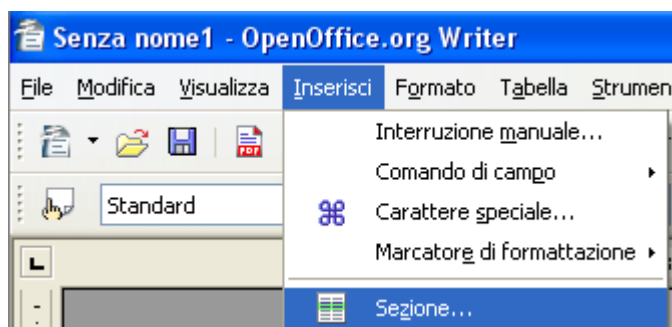 Senza nome1 - OpenOffice.org Writer
File Modifica Visualizza Inserisci Formato Tabella Strumen
Interruzione manuale...
PDF
Comando di campo
Standard
Carattere speciale...
Marcatore di formattazione
Sezione...